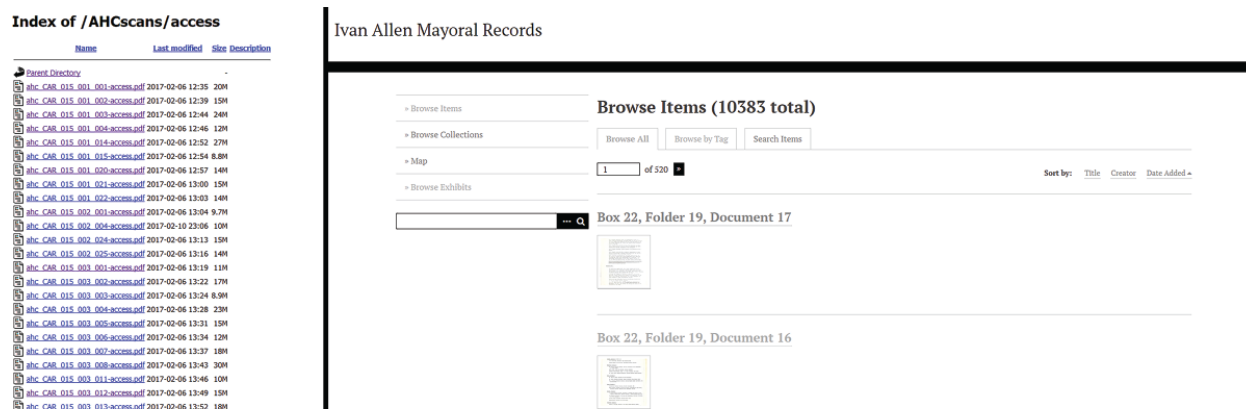 Index of /AHCscans/access
Name Last modified Size Description
Parent Directory -
ahc_CAR_015_001_001-access.pdf 2017-02-06 12:35 20M
ahc_CAR_015_001_002-access.pdf 2017-02-06 12:39 15M
ahc_CAR_015_001_003-access.pdf 2017-02-06 12:44 24M
ahc_CAR_015_001_004-access.pdf 2017-02-06 12:46 12M
ahc_CAR_015_001_014-access.pdf 2017-02-06 12:52 27M
ahc_CAR_015_001_015-access.pdf 2017-02-06 12:54 8.8M
ahc_CAR_015_001_020-access.pdf 2017-02-06 12:57 14M
ahc_CAR_015_001_021-access.pdf 2017-02-06 13:00 15M
ahc_CAR_015_001_022-access.pdf 2017-02-06 13:03 14M
ahc_CAR_015_002_001-access.pdf 2017-02-06 13:04 9.7M
ahc_CAR_015_002_004-access.pdf 2017-02-10 23:06 10M
ahc_CAR_015_002_024-access.pdf 2017-02-06 13:13 15M
ahc_CAR_015_002_025-access.pdf 2017-02-06 13:16 14M
ahc_CAR_015_003_001-access.pdf 2017-02-06 13:19 11M
ahc_CAR_015_003_002-access.pdf 2017-02-06 13:22 17M
ahc_CAR_015_003_003-access.pdf 2017-02-06 13:24 8.9M
ahc_CAR_015_003_004-access.pdf 2017-02-06 13:28 23M
ahc_CAR_015_003_005-access.pdf 2017-02-06 13:31 15M
ahc_CAR_015_003_006-access.pdf 2017-02-06 13:34 12M
ahc_CAR_015_003_007-access.pdf 2017-02-06 13:37 18M
ahc_CAR_015_003_008-access.pdf 2017-02-06 13:43 30M
ahc_CAR_015_003_011-access.pdf 2017-02-06 13:46 10M
ahc_CAR_015_003_012-access.pdf 2017-02-06 13:49 15M
ahc_CAR_015_003_013-access.pdf 2017-02-06 13:52 18M
Ivan Allen Mayoral Records
» Browse Items
» Browse Collections
» Map
» Browse Exhibits
Browse Items (10383 total)
Browse All Browse by Tag Search Items
1 of 520 »
Sort by: Title Creator Date Added
Box 22, Folder 19, Document 17
Box 22, Folder 19, Document 16